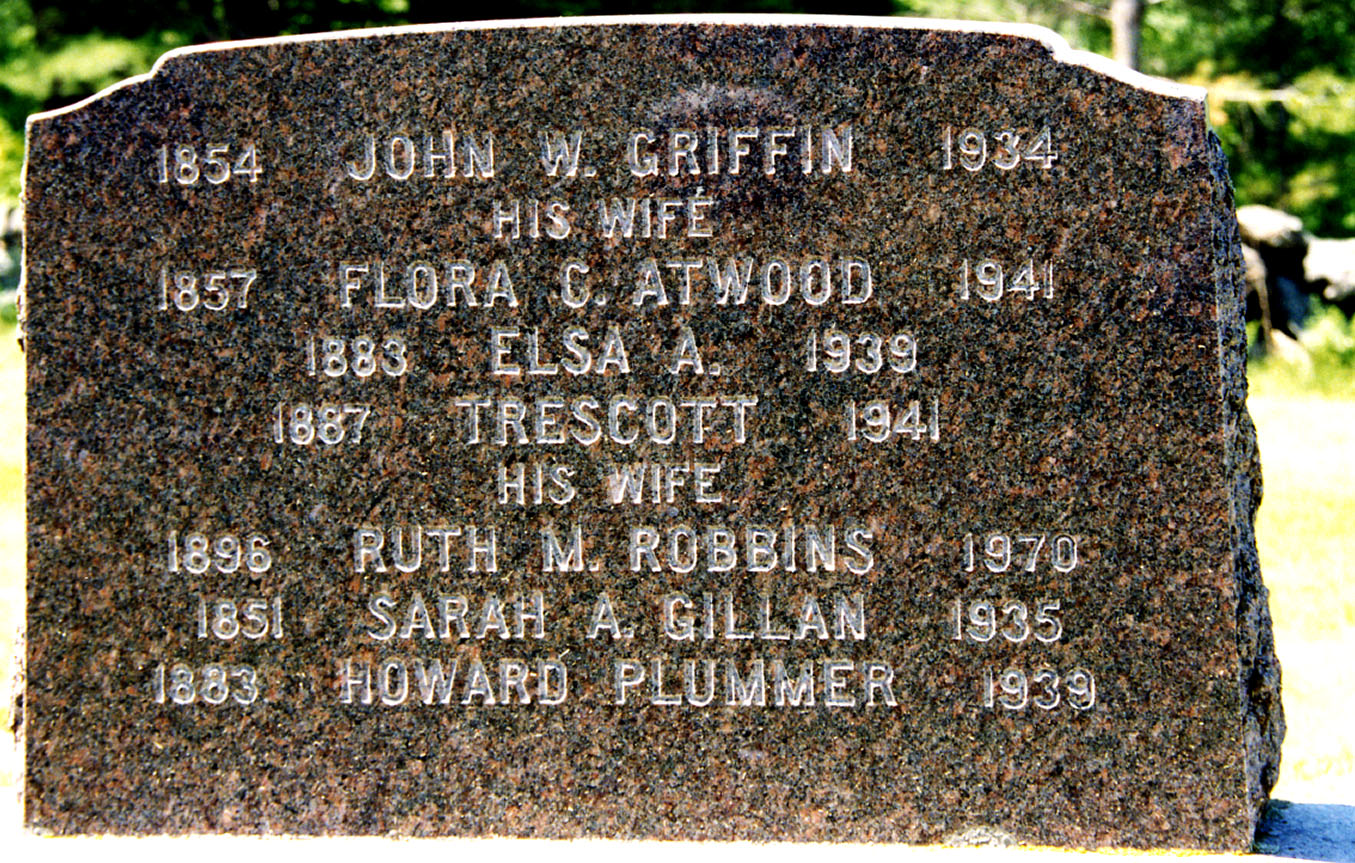 1854 JOHN W. GRIFFIN 1934
HIS WIFE
1857 FLORA C. ATWOOD 1941
1883 ELSA A. 1939
1887 TRESCOTT 1941
HIS WIFE
1896 RUTH M. ROBBINS 1970
1851 SARAH A. GILLAN 1935
1883 HOWARD PLUMMER 1939